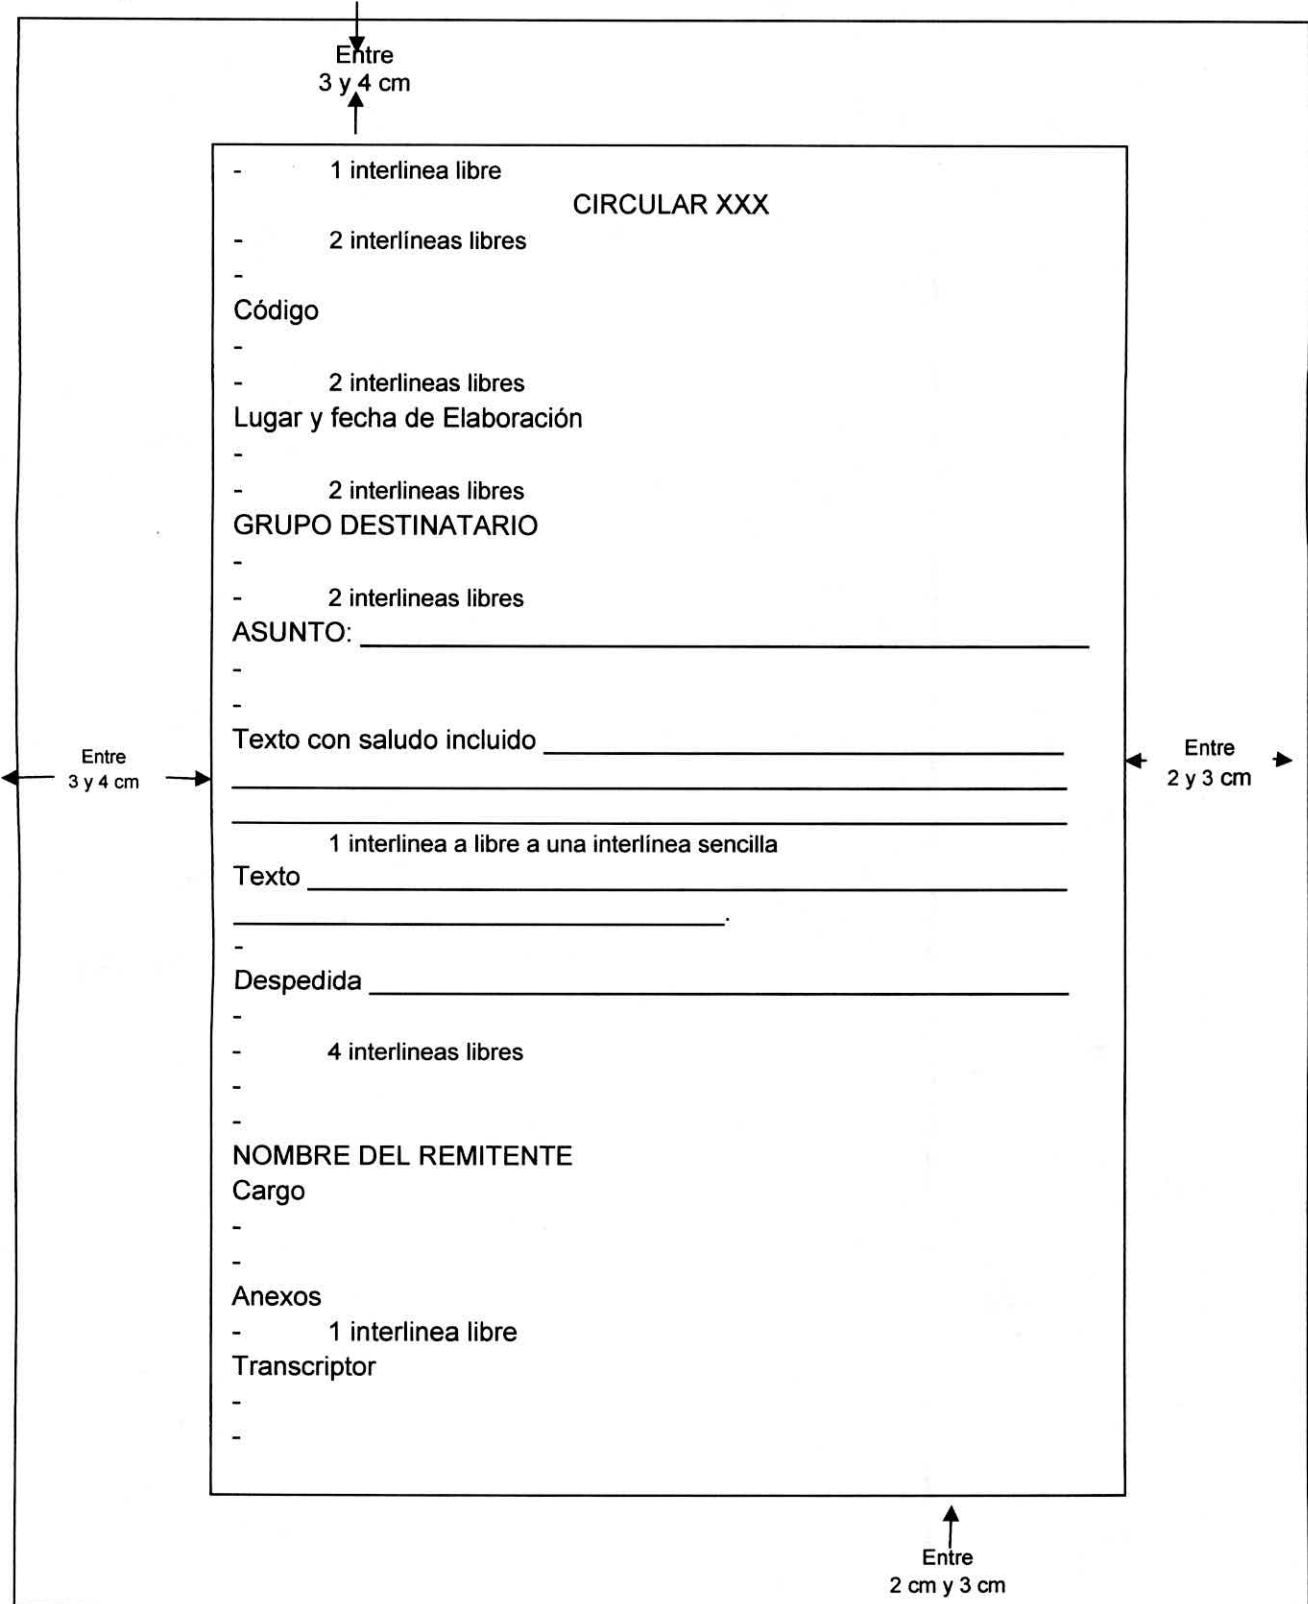 Entre
3 y 4 cm
- 1 interlinea libre
CIRCULAR XXX
- 2 interlíneas libres
-
Código
-
- 2 interlineas libres
Lugar y fecha de Elaboración
-
- 2 interlineas libres
GRUPO DESTINATARIO
-
- 2 interlineas libres
ASUNTO:
-
-
Texto con saludo incluido
Entre
3 y 4 cm
Entre
2 y 3 cm
1 interlinea a libre a una interlínea sencilla
Texto
.
-
Despedida
-
- 4 interlineas libres
-
-
NOMBRE DEL REMITENTE
Cargo
-
-
Anexos
- 1 interlinea libre
Transcriptor
-
-
Entre
2 cm y 3 cm